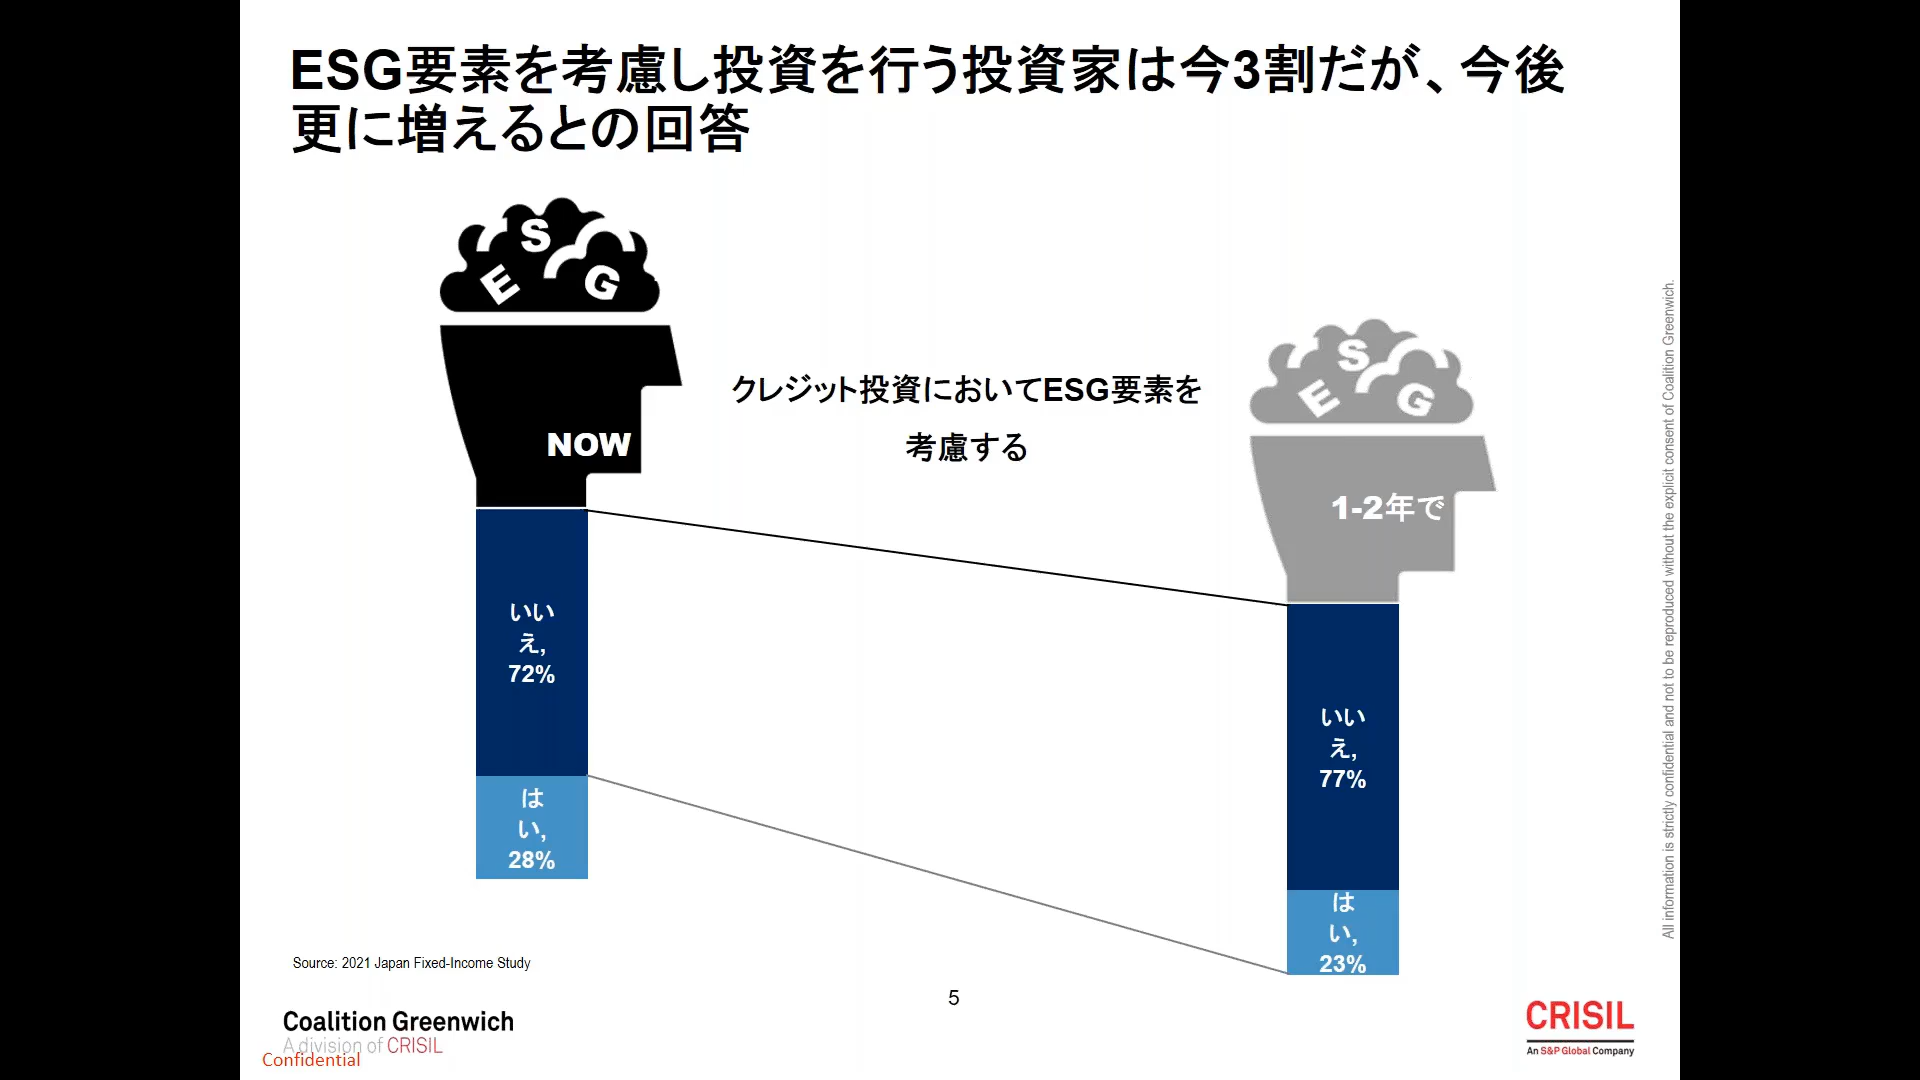 ESG要素を考慮し投資を行う投資家は今3割だが、今後
更に増えるとの回答
E
S
G
NOW
クレジット投資においてESG要素を
考慮する
E
S
G
1-2年で
いい
え,
72%
は
い,
28%
いい
え,
77%
は
い,
23%
All information is strictly confidential and not to be reproduced without the explicit consent of Coalition Greenwich.
Source: 2021 Japan Fixed-Income Study
5
Coalition Greenwich
A division of CRISIL
Confidential
CRISIL
An S&P Global Company